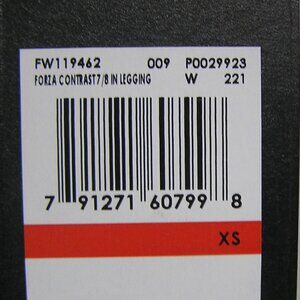 FW119462 009 P0029923
FORZA CONTRAST7/8 IN LEGGING W 221
7 91271 60799 8
XS